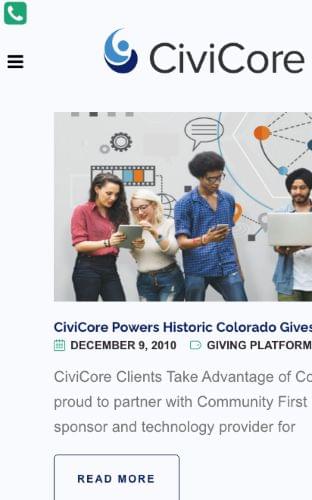 CiviCore
CiviCore Powers Historic Colorado Gives
DECEMBER 9, 2010 GIVING PLATFORM
CiviCore Clients Take Advantage of Co
proud to partner with Community First
sponsor and technology provider for
READ MORE